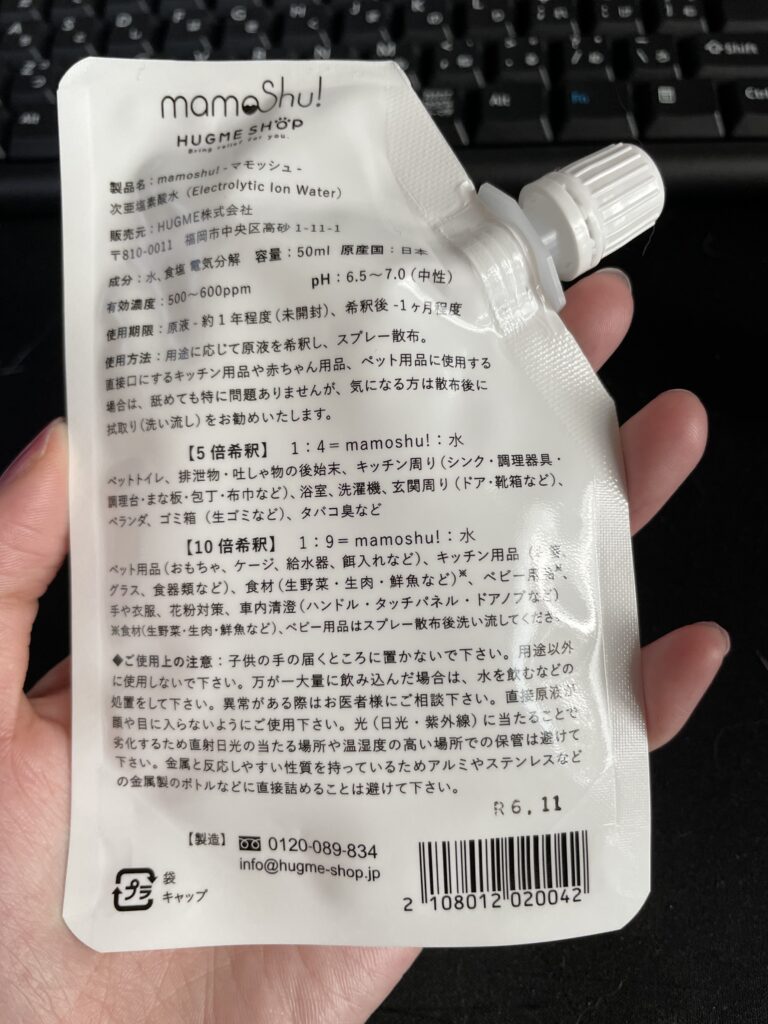 mamoshu!
HUGME SHOP
Bring relief for you.
製品名：mamoshu! -マモッシュ-
次亜塩素酸水（Electrolytic Ion Water）
販売元：HUGME株式会社
〒810-0011 福岡市中央区高砂 1-11-1
成分：水、食塩 電気分解 容量：50ml 原産国：日本
有効濃度：500〜600ppm pH：6.5〜7.0（中性）
使用期限：原液 - 約1年程度（未開封）、希釈後 -1ヶ月程度
使用方法：用途に応じて原液を希釈し、スプレー散布。
直接口にするキッチン用品や赤ちゃん用品、ペット用品に使用する
場合は、舐めても特に問題ありませんが、気になる方は散布後に
拭取り（洗い流し）をお勧めいたします。
【5倍希釈】 1：4＝mamoshu!：水
ペットトイレ、排泄物・吐しゃ物の後始末、キッチン周り（シンク・調理器具・
調理台・まな板・包丁・布巾など）、浴室、洗濯機、玄関周り（ドア・靴箱など）、
ベランダ、ゴミ箱（生ゴミなど）、タバコ臭など
【10倍希釈】 1：9＝mamoshu!：水
ペット用品（おもちゃ、ケージ、給水器、餌入れなど）、キッチン用品（
グラス、食器類など）、食材（生野菜・生肉・鮮魚など）※、ベビー用品※、
手や衣服、花粉対策、車内清澄（ハンドル・タッチパネル・ドアノブなど）
※食材（生野菜・生肉・鮮魚など）、ベビー用品はスプレー散布後洗い流してください
◆ご使用上の注意：子供の手の届くところに置かないで下さい。用途以外
に使用しないで下さい。万が一大量に飲み込んだ場合は、水を飲むなどの
処置をして下さい。異常がある際はお医者様にご相談下さい。直接原液が
顔や目に入らないようにご使用下さい。光（日光・紫外線）に当たることで
劣化するため直射日光の当たる場所や温湿度の高い場所での保管は避けて
下さい。金属と反応しやすい性質を持っているためアルミやステンレスなど
の金属製のボトルなどに直接詰めることは避けて下さい。
R6.11
【製造】 0120-089-834
info@hugme-shop.jp
プラ
袋
キャップ
2 108012 020042
Shift
Alt
Fn
Ctrl
Alt